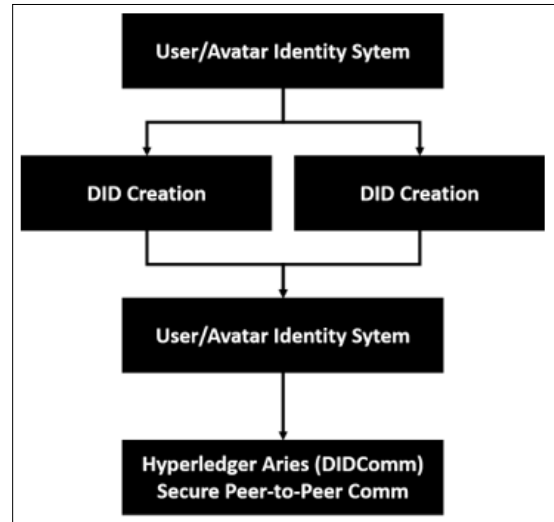 User/Avatar Identity Sytem
DID Creation
DID Creation
User/Avatar Identity Sytem
Hyperledger Aries (DIDComm)
Secure Peer-to-Peer Comm